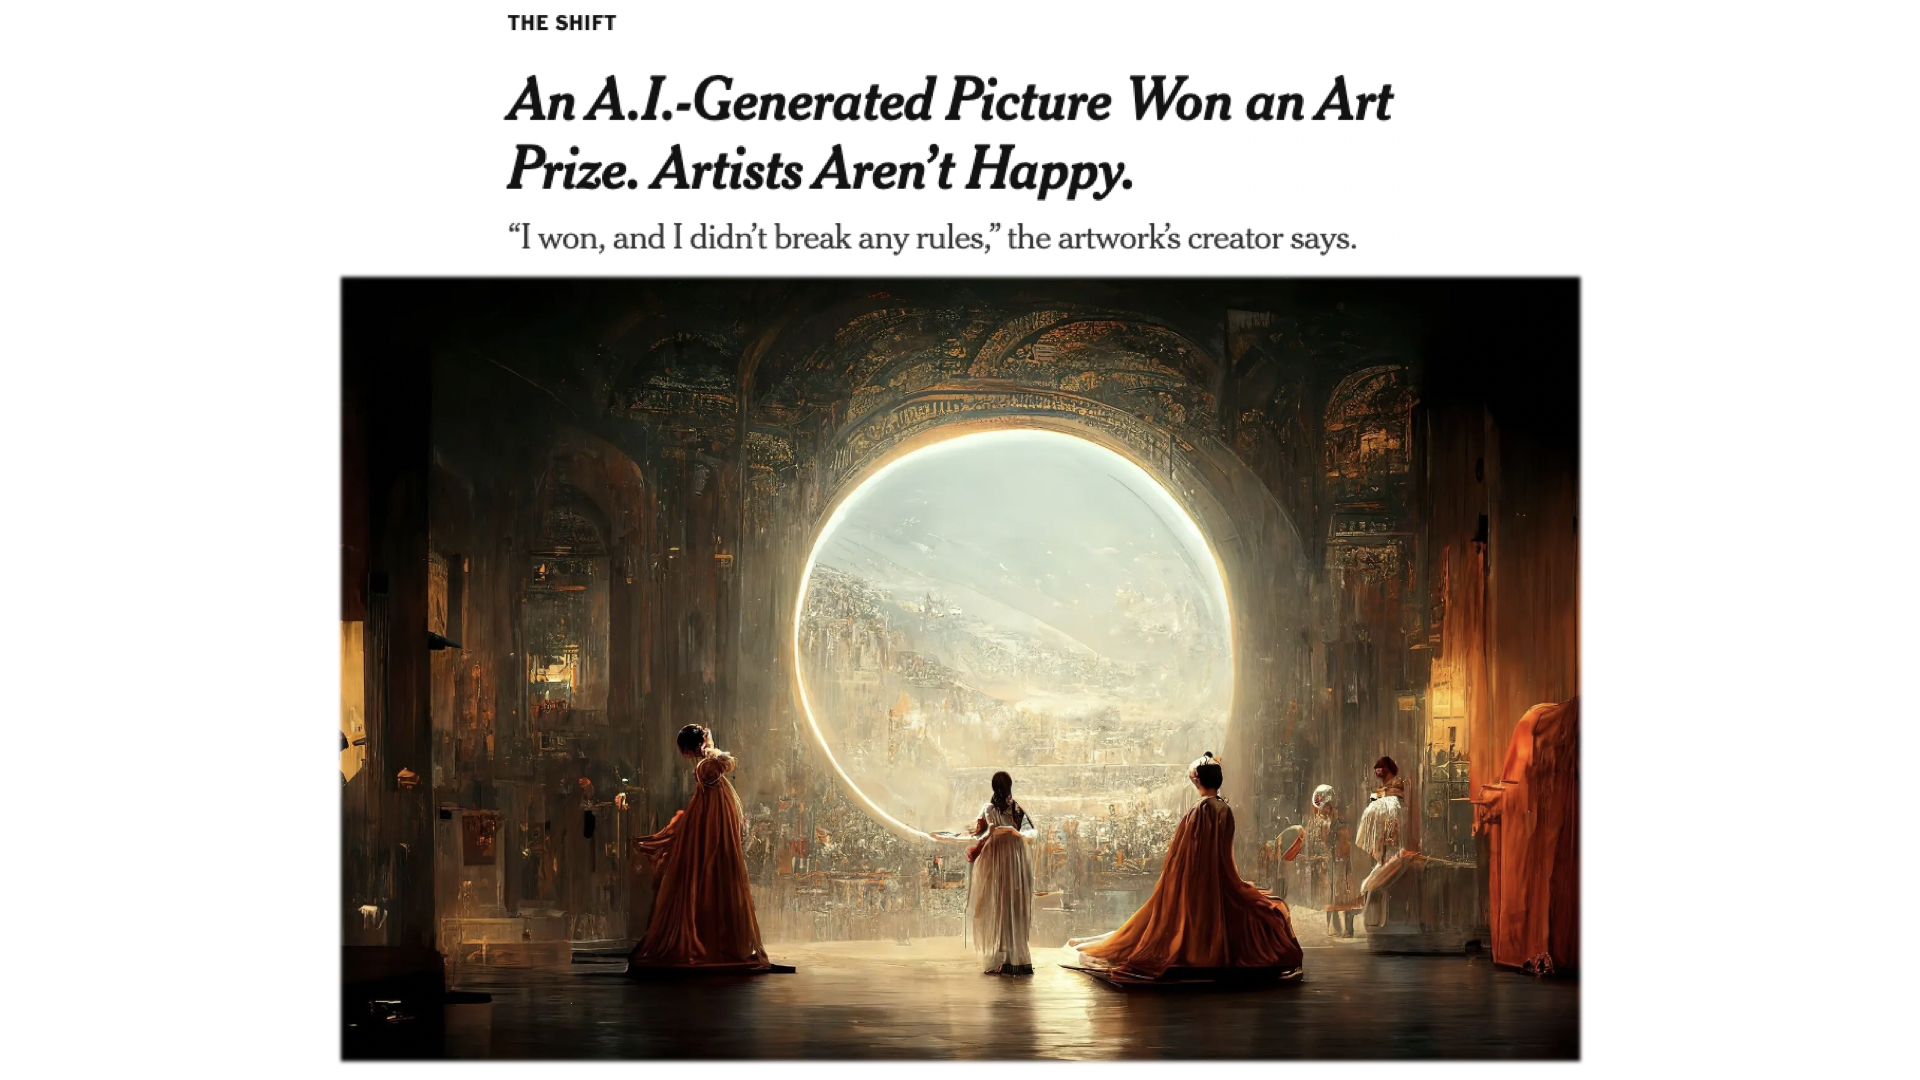 THE SHIFT
An A.I.-Generated Picture Won an Art
Prize. Artists Aren’t Happy.
“I won, and I didn’t break any rules,” the artwork’s creator says.